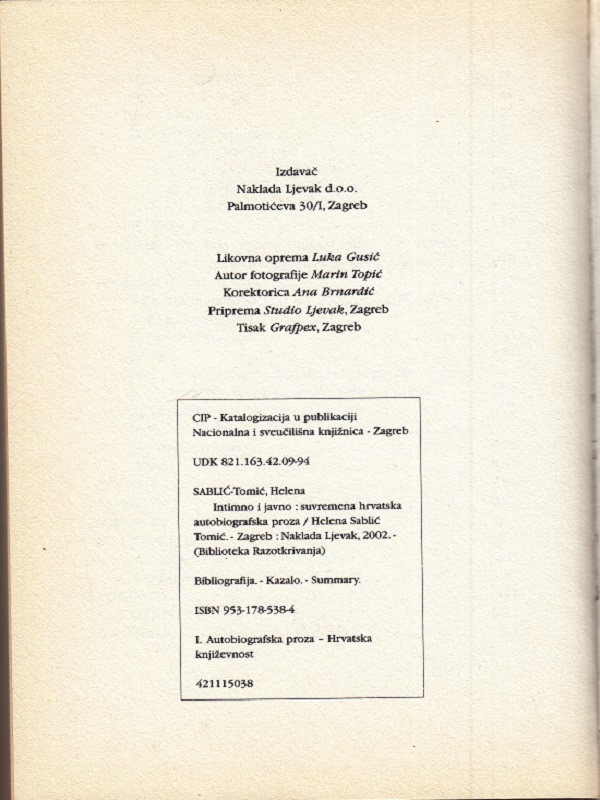 Izdavač
Naklada Ljevak d.o.o.
Palmotićeva 30/I, Zagreb
Likovna oprema Luka Gusić
Autor fotografije Marin Topić
Korektorica Ana Brnardić
Priprema Studio Ljevak, Zagreb
Tisak Grafpex, Zagreb
CIP - Katalogizacija u publikaciji
Nacionalna i sveučilišna knjižnica - Zagreb
UDK 821.163.42.09-94
SABLIĆ-Tomić, Helena
Intimno i javno : suvremena hrvatska
autobiografska proza / Helena Sablić
Tomić. - Zagreb : Naklada Ljevak, 2002. -
(Biblioteka Razotkrivanja)
Bibliografija. - Kazalo. - Summary.
ISBN 953-178-538-4
I. Autobiografska proza – Hrvatska
književnost
421115038